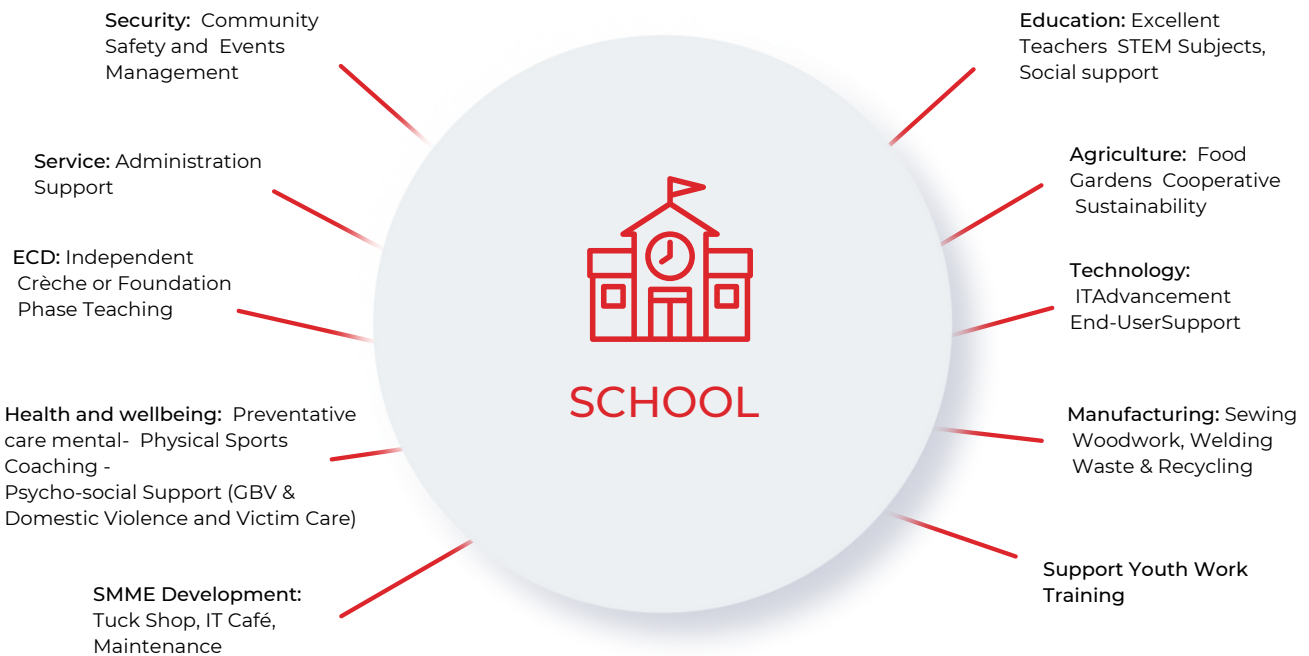 Security: Community
Safety and Events
Management
Service: Administration
Support
ECD: Independent
Crèche or Foundation
Phase Teaching
Health and wellbeing: Preventative
care mental- Physical Sports
Coaching -
Psycho-social Support (GBV &
Domestic Violence and Victim Care)
SMME Development:
Tuck Shop, IT Café,
Maintenance
SCHOOL
Education: Excellent
Teachers STEM Subjects,
Social support
Agriculture: Food
Gardens Cooperative
Sustainability
Technology:
ITAdvancement
End-UserSupport
Manufacturing: Sewing
Woodwork, Welding
Waste & Recycling
Support Youth Work
Training